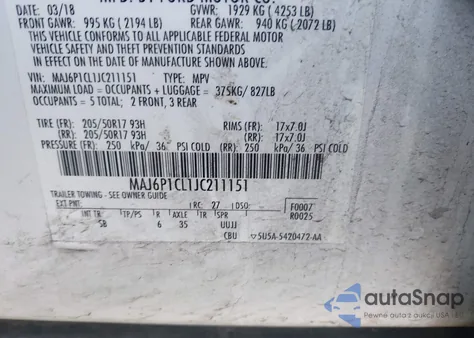 MFD. BY FORD MOTOR CO.
DATE: 03/18 GVWR: 1929 KG ( 4253 LB)
FRONT GAWR: 995 KG ( 2194 LB) REAR GAWR: 940 KG ( 2072 LB)
THIS VEHICLE CONFORMS TO ALL APPLICABLE FEDERAL MOTOR
VEHICLE SAFETY AND THEFT PREVENTION STANDARDS
IN EFFECT ON THE DATE OF MANUFACTURE SHOWN ABOVE.
VIN: MAJ6P1CL1JC211151 TYPE: MPV
MAXIMUM LOAD = OCCUPANTS + LUGGAGE = 375KG/ 827LB
OCCUPANTS = 5 TOTAL; 2 FRONT, 3 REAR
TIRE (FR): 205/50R17 93H RIMS (FR): 17x7.0J
(RR): 205/50R17 93H (RR): 17x7.0J
PRESSURE (FR): 250 kPa/ 36 PSI COLD (RR) 250 kPa/ 36 PSI COLD
MAJ6P1CL1JC211151
TRAILER TOWING - SEE OWNER GUIDE
EXT PNT: RC: 27 DSO: F0007
R0025
INT TR TP/PS R AXLE TR SPR
SB 6 35 UUJJ
CBU 5U5A-5420472-AA
autoSnap
Pewne auta z aukcji USA i K